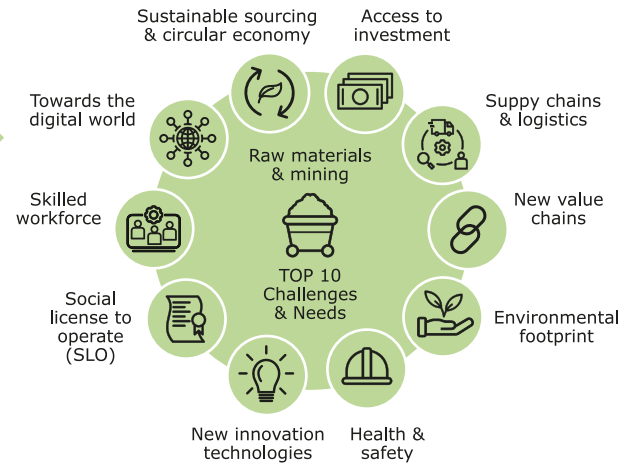 Sustainable sourcing
& circular economy
Access to
investment
Towards the
digital world
Suppy chains
& logistics
Raw materials
& mining
Skilled
workforce
New value
chains
TOP 10
Challenges
& Needs
Social
license to
operate
(SLO)
Environmental
footprint
New innovation
technologies
Health &
safety